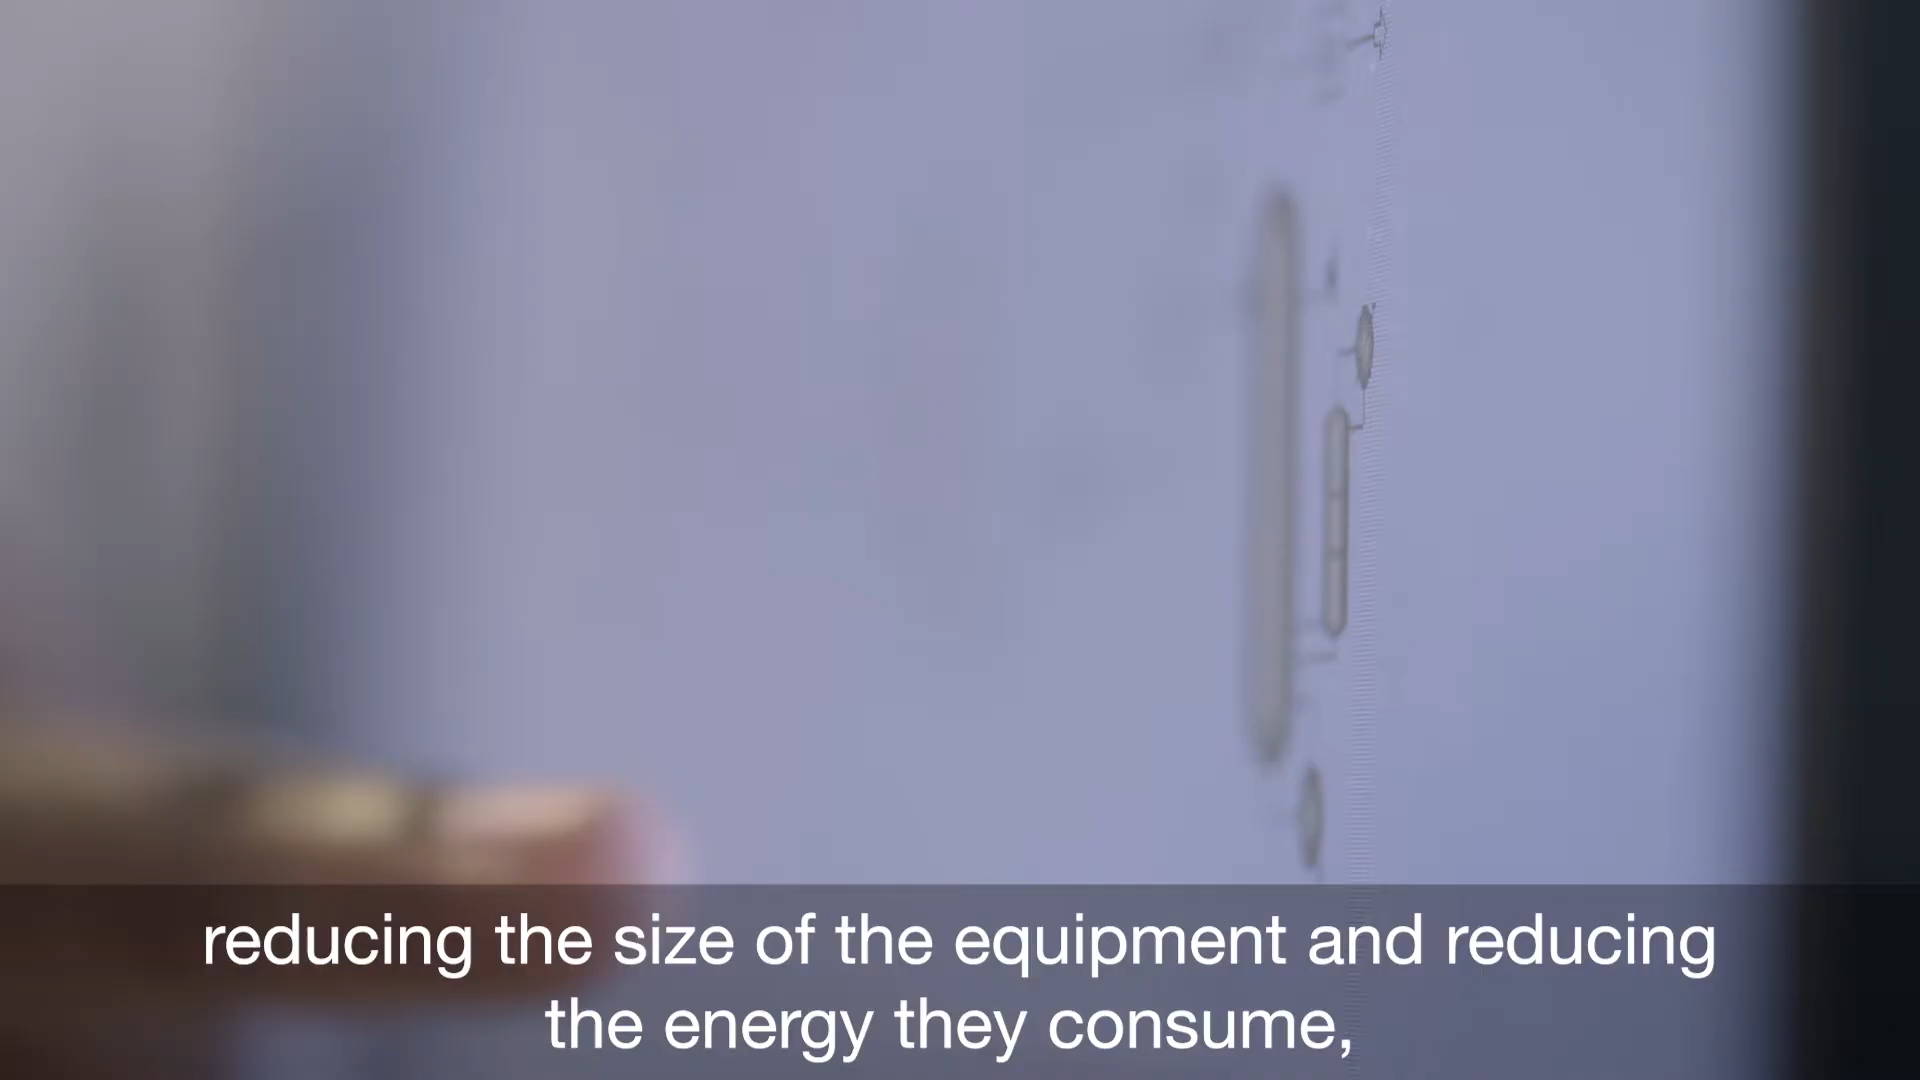 reducing the size of the equipment and reducing
the energy they consume,